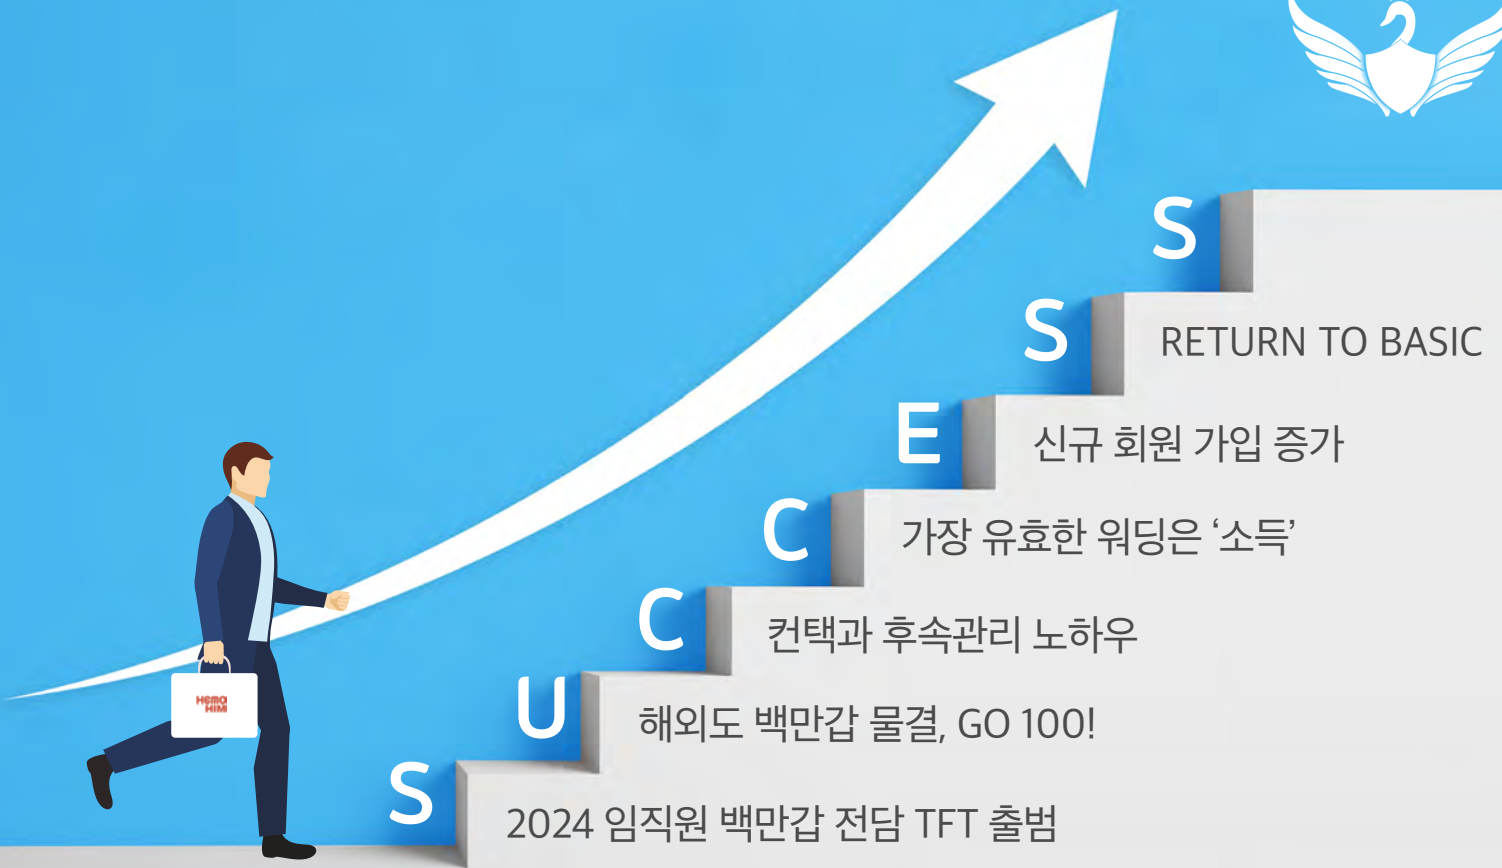 S
RETURN TO BASIC
S
신규 회원 가입 증가
E
가장 유효한 워딩은 ‘소득’
C
컨택과 후속관리 노하우
C
해외도 백만갑 물결, GO 100!
U
2024 임직원 백만갑 전담 TFT 출범
S
HEMO
HIM